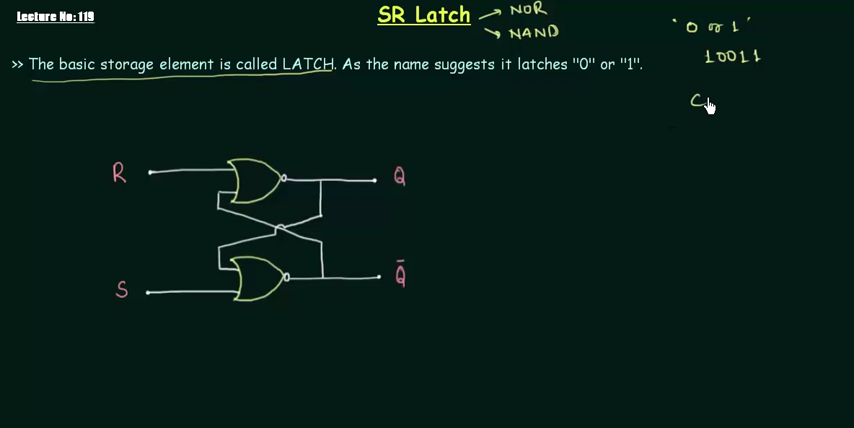 Lecture No: 119
SR Latch
NOR
NAND
'0 or 1'
10011
>> The basic storage element is called LATCH. As the name suggests it latches "0" or "1".
C
R
Q
S
Q̄